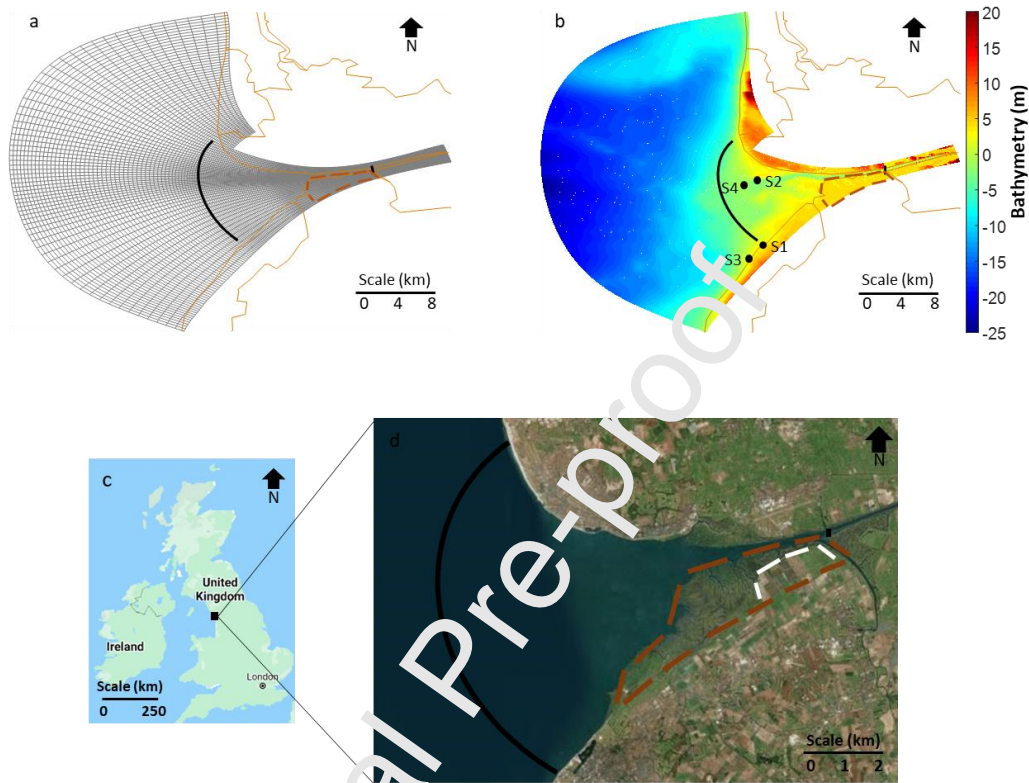 a
N
Scale (km)
0 4 8
b
N
S4
S2
S1
S3
Scale (km)
0 4 8
20
15
10
5
0
-5
-10
-15
-20
-25
Bathymetry (m)
c
N
United
Kingdom
Ireland
London
Scale (km)
0 250
d
N
Scale (km)
0 1 2
al Pre-proof